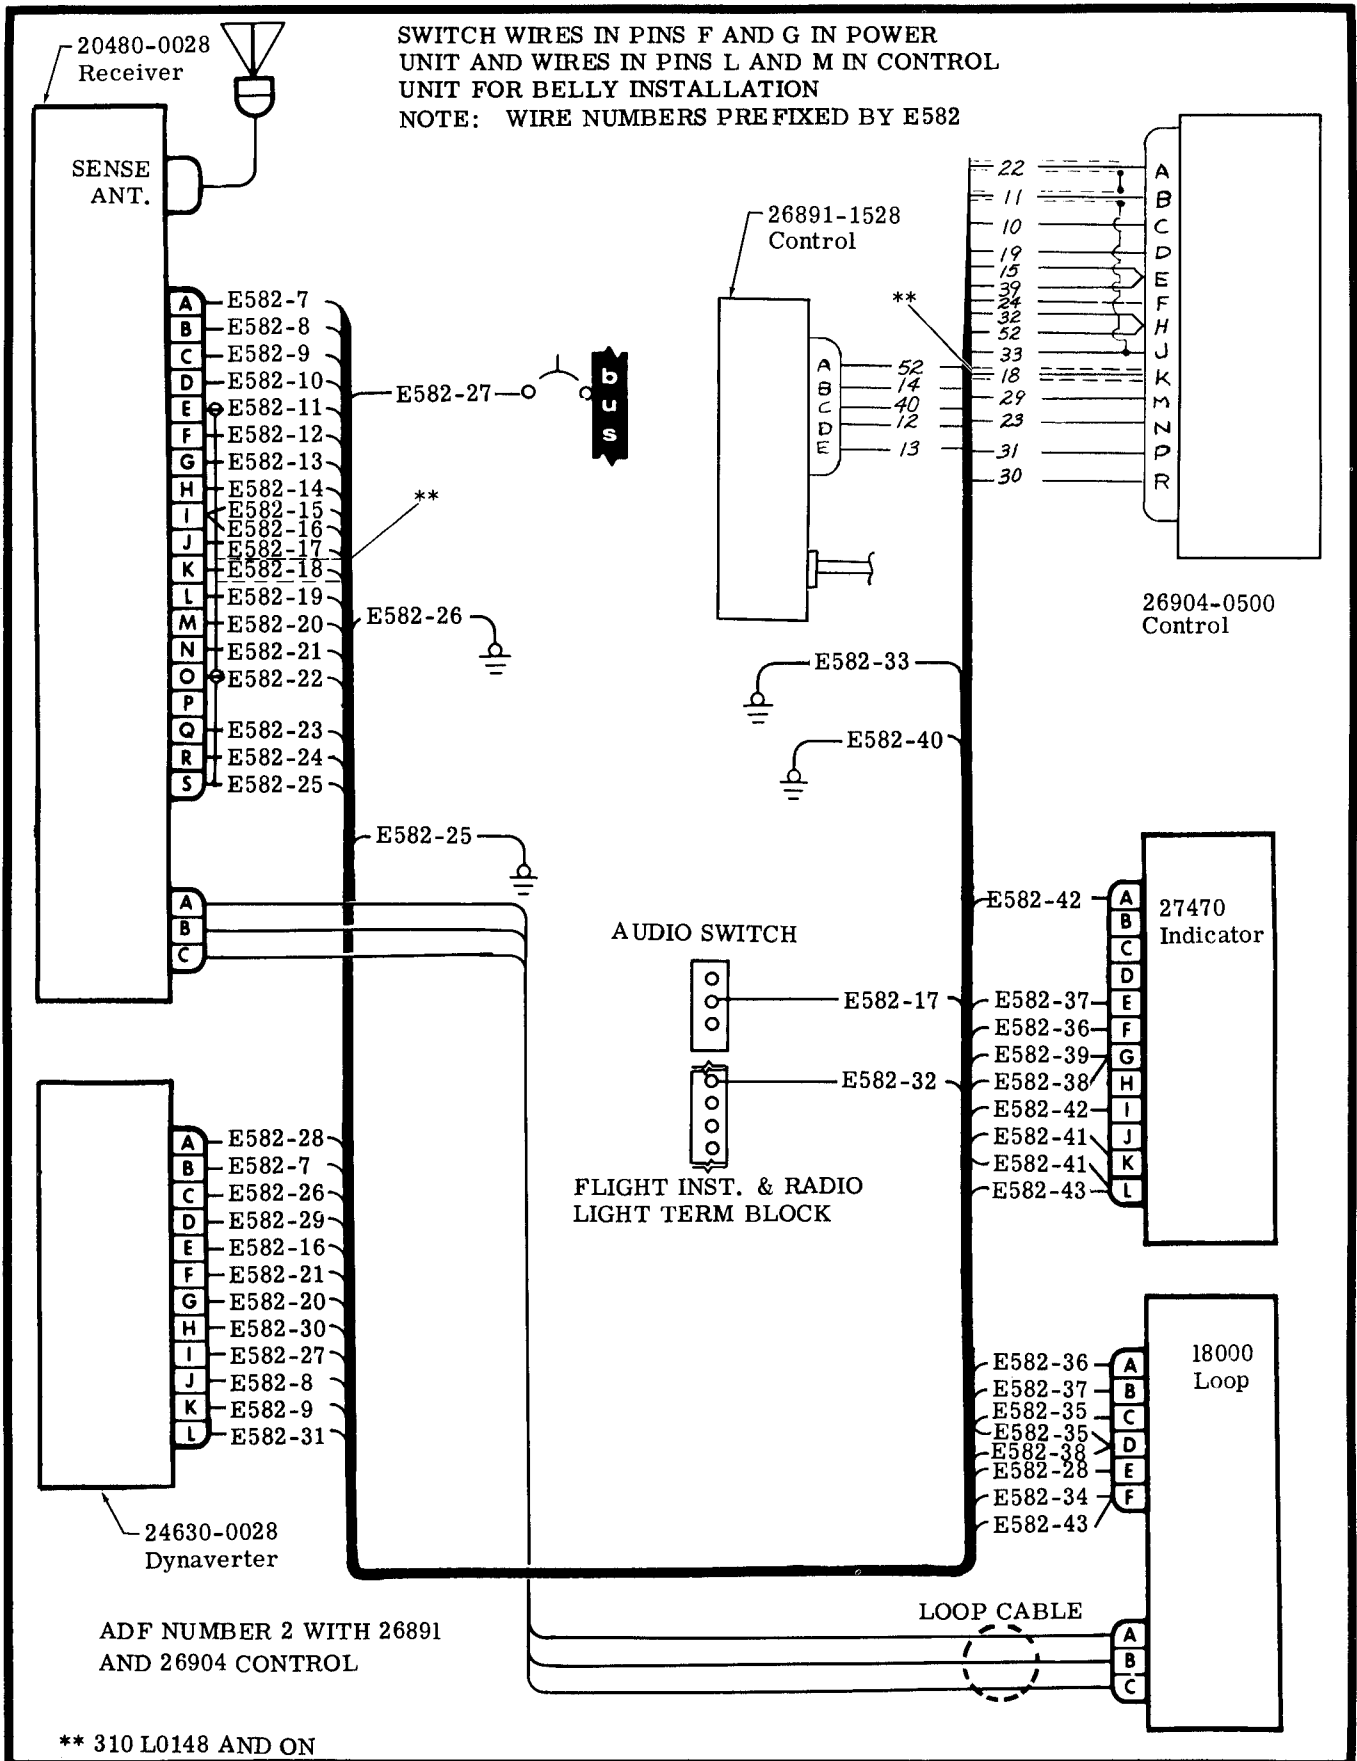 SWITCH WIRES IN PINS F AND G IN POWER
UNIT AND WIRES IN PINS L AND M IN CONTROL
UNIT FOR BELLY INSTALLATION
NOTE: WIRE NUMBERS PREFIXED BY E582
20480-0028
Receiver
SENSE
ANT.
A E582-7
B E582-8
C E582-9
D E582-10
E E582-11
F E582-12
G E582-13
H E582-14
I E582-15
E582-16
J E582-17
K E582-18
L E582-19
M E582-20
N E582-21
O E582-22
P
Q E582-23
R E582-24
S E582-25
**
E582-27
bus
E582-26
E582-25
A
B
C
26891-1528
Control
A 52
B 14
C 40
D 12
E 13
**
22 A
11 B
10 C
19 D
15 E
39
24 F
32 H
52
33 J
18 K
29 M
23 N
31 P
30 R
26904-0500
Control
E582-33
E582-40
AUDIO SWITCH
E582-17
E582-32
FLIGHT INST. & RADIO
LIGHT TERM BLOCK
27470
Indicator
E582-42 A
B
C
D
E582-37 E
E582-36 F
E582-39 G
E582-38 H
E582-42 I
E582-41 J
E582-41 K
E582-43 L
A E582-28
B E582-7
C E582-26
D E582-29
E E582-16
F E582-21
G E582-20
H E582-30
I E582-27
J E582-8
K E582-9
L E582-31
24630-0028
Dynaverter
18000
Loop
E582-36 A
E582-37 B
E582-35 C
E582-35 D
E582-38
E582-28 E
E582-34 F
E582-43
LOOP CABLE
A
B
C
ADF NUMBER 2 WITH 26891
AND 26904 CONTROL
** 310 L0148 AND ON